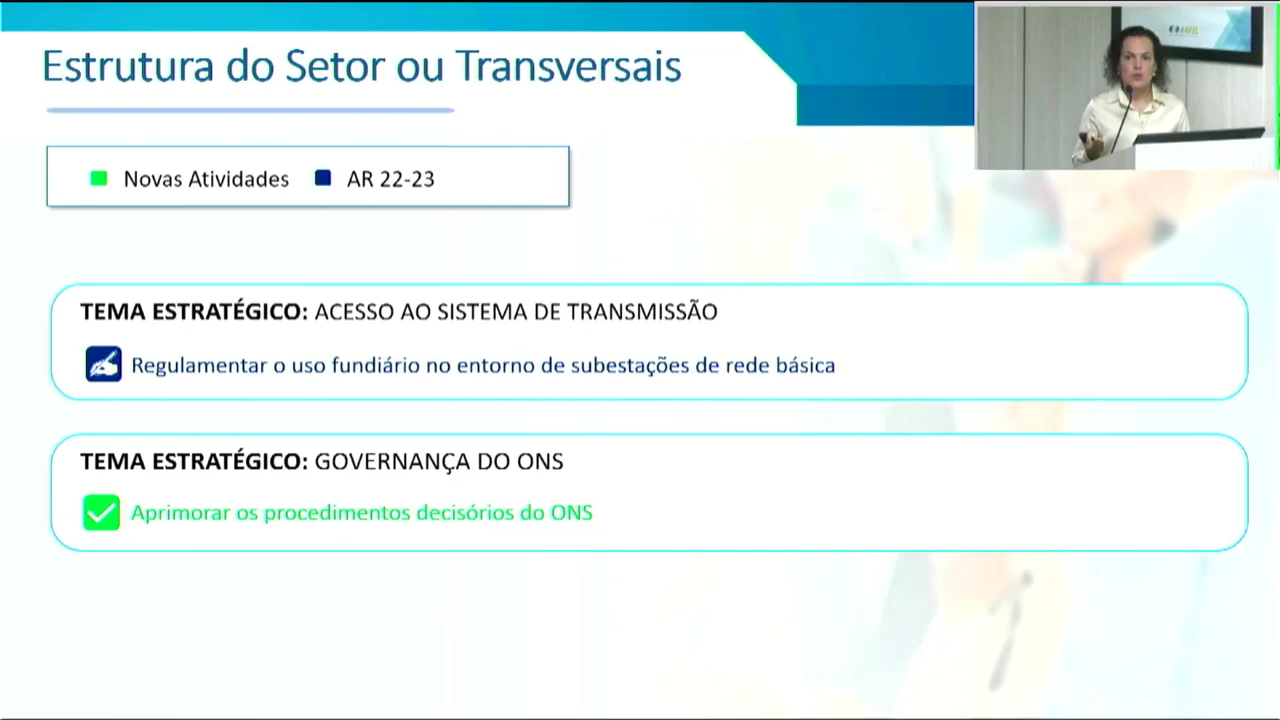 Estrutura do Setor ou Transversais
Novas Atividades AR 22-23
TEMA ESTRATÉGICO: ACESSO AO SISTEMA DE TRANSMISSÃO
Regulamentar o uso fundiário no entorno de subestações de rede básica
TEMA ESTRATÉGICO: GOVERNANÇA DO ONS
Aprimorar os procedimentos decisórios do ONS